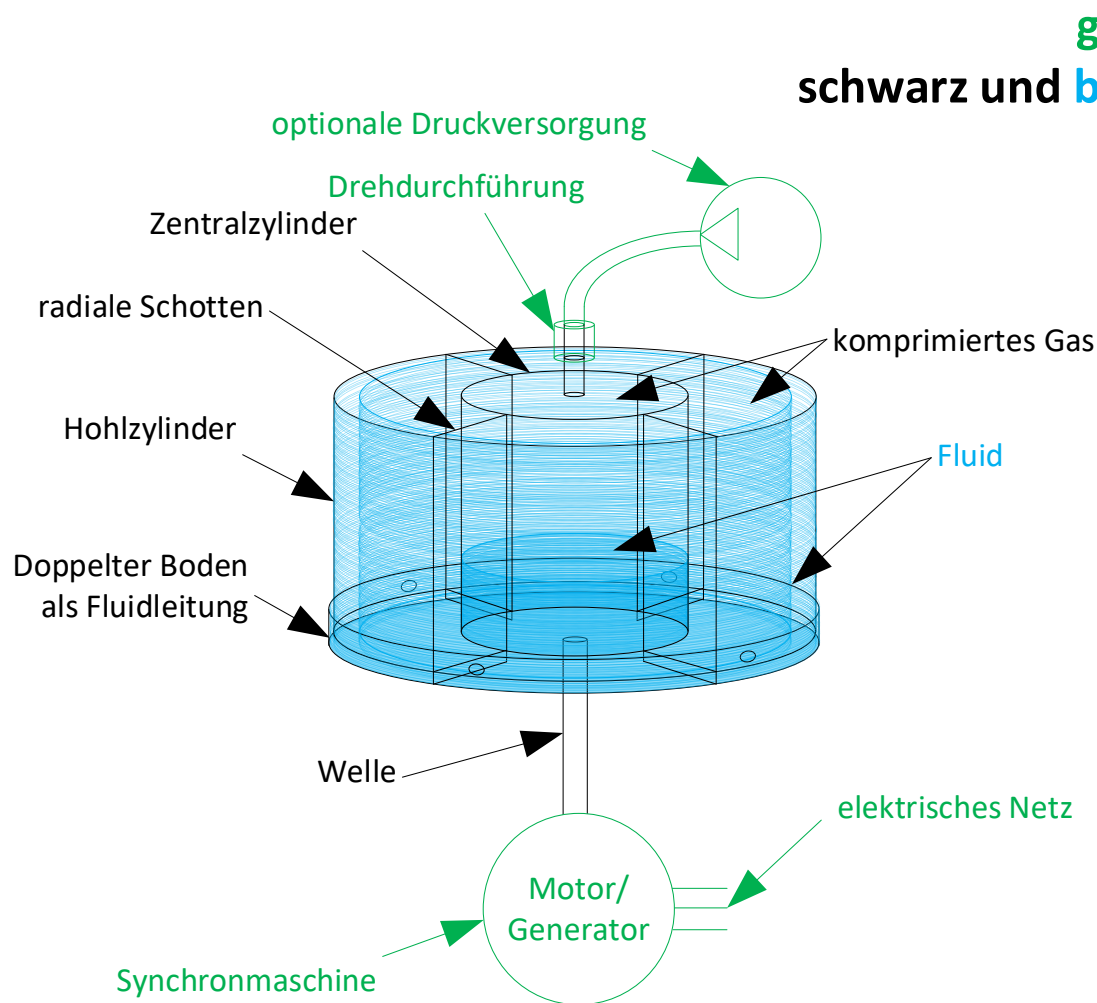 g
schwarz und b
optionale Druckversorgung
Drehdurchführung
Zentralzylinder
radiale Schotten
komprimiertes Gas
Hohlzylinder
Fluid
Doppelter Boden
als Fluidleitung
Welle
elektrisches Netz
Motor/
Generator
Synchronmaschine